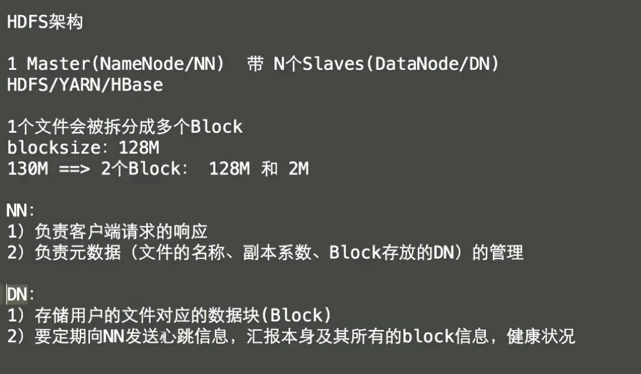 HDFS架构
1 Master(NameNode/NN) 带 N个Slaves(DataNode/DN)
HDFS/YARN/HBase
1个文件会被拆分成多个Block
blocksize：128M
130M ==> 2个Block： 128M 和 2M
NN：
1）负责客户端请求的响应
2）负责元数据（文件的名称、副本系数、Block存放的DN）的管理
DN：
1）存储用户的文件对应的数据块(Block)
2）要定期向NN发送心跳信息，汇报本身及其所有的block信息，健康状况